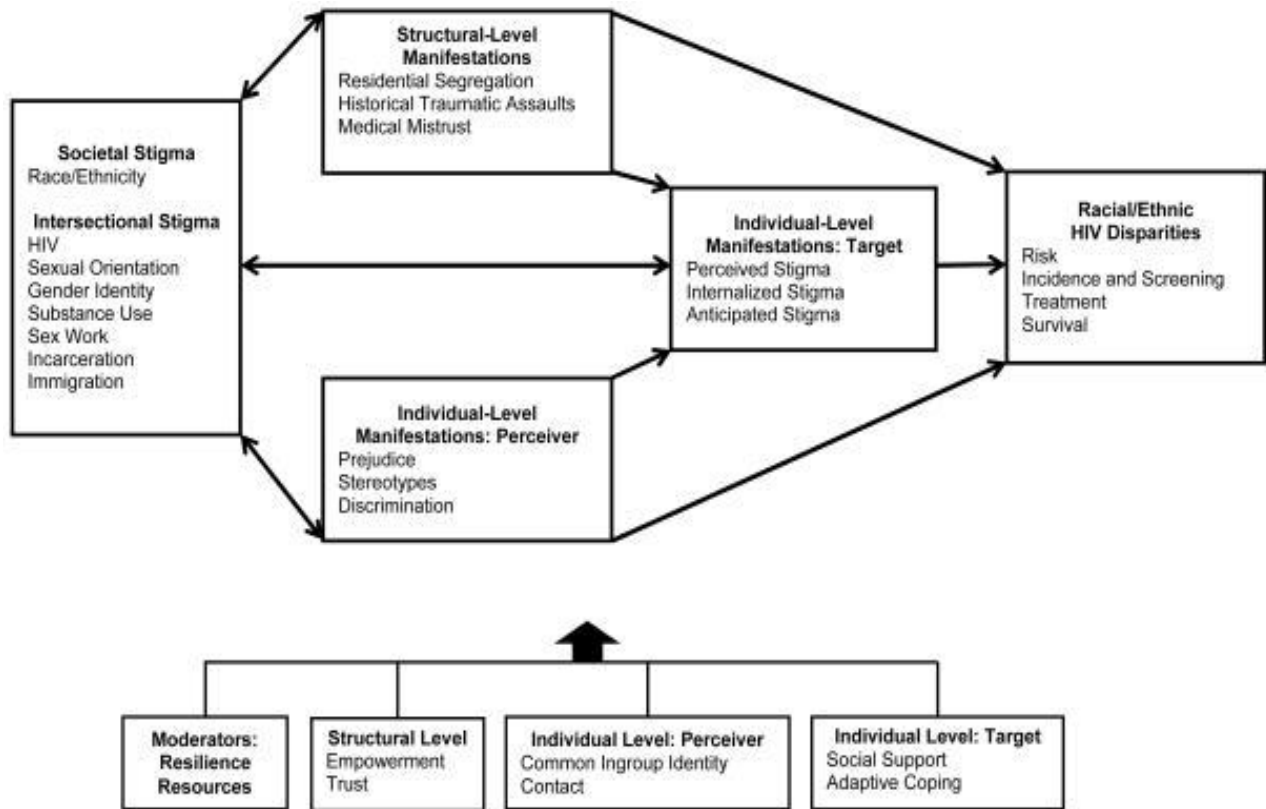 Structural-Level
Manifestations
Residential Segregation
Historical Traumatic Assaults
Medical Mistrust
Societal Stigma
Race/Ethnicity
Intersectional Stigma
HIV
Sexual Orientation
Gender Identity
Substance Use
Sex Work
Incarceration
Immigration
Individual-Level
Manifestations: Target
Perceived Stigma
Internalized Stigma
Anticipated Stigma
Racial/Ethnic
HIV Disparities
Risk
Incidence and Screening
Treatment
Survival
Individual-Level
Manifestations: Perceiver
Prejudice
Stereotypes
Discrimination
Moderators:
Resilience
Resources
Structural Level
Empowerment
Trust
Individual Level: Perceiver
Common Ingroup Identity
Contact
Individual Level: Target
Social Support
Adaptive Coping